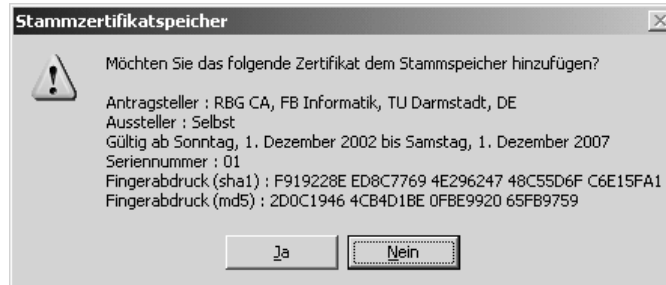 Stammzertifikatspeicher
Möchten Sie das folgende Zertifikat dem Stammspeicher hinzufügen?
Antragsteller : RBG CA, FB Informatik, TU Darmstadt, DE
Aussteller : Selbst
Gültig ab Sonntag, 1. Dezember 2002 bis Samstag, 1. Dezember 2007
Seriennummer : 01
Fingerabdruck (sha1) : F919228E ED8C7769 4E296247 48C55D6F C6E15FA1
Fingerabdruck (md5) : 2D0C1946 4CB4D1BE 0FBE9920 65FB9759
Ja Nein